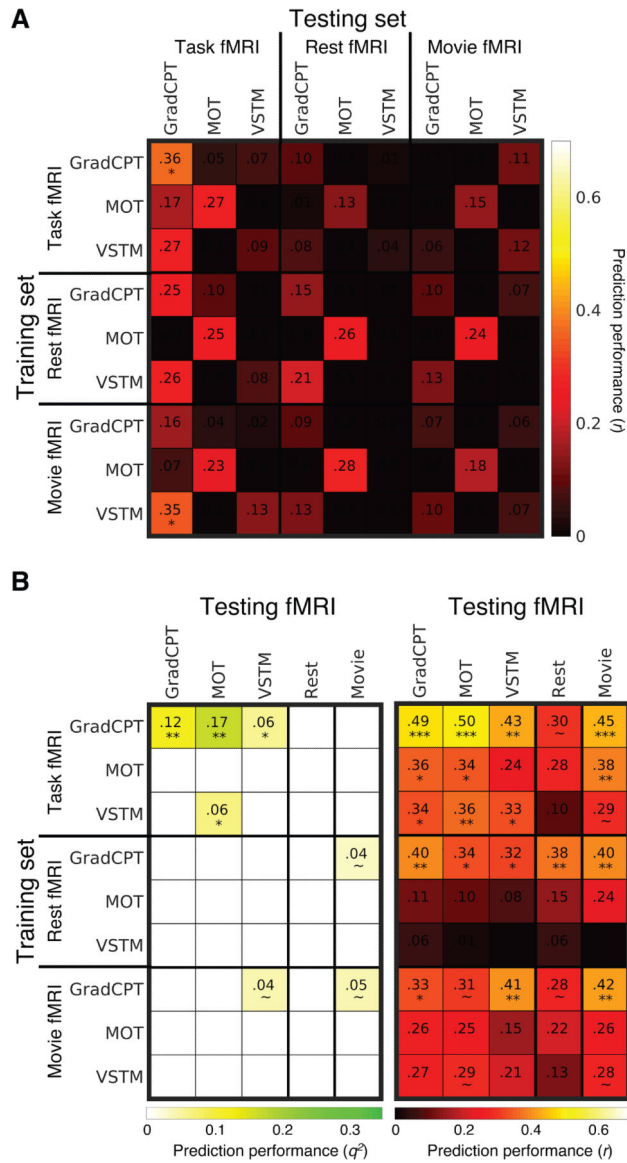 A
Testing set
Task fMRI Rest fMRI Movie fMRI
GradCPT MOT VSTM GradCPT MOT VSTM GradCPT MOT VSTM
Training set
Task fMRI
GradCPT .36 .05 .07 .10 .01 .11
*
MOT .17 .27 .13 .15
VSTM .27 .09 .08 .04 .06 .12
Rest fMRI
GradCPT .25 .10 .15 .10 .07
MOT .25 .26 .24
VSTM .26 .08 .21 .13
Movie fMRI
GradCPT .16 .04 .02 .09 .07 .06
MOT .07 .23 .28 .18
VSTM .35 .13 .13 .10 .07
*
0.6
0.4
0.2
0
Prediction performance (r)
B
Testing fMRI
GradCPT MOT VSTM Rest Movie
Training set
Task fMRI
GradCPT .12 .17 .06
** ** *
MOT
VSTM .06
*
Rest fMRI
GradCPT .04
~
MOT
VSTM
Movie fMRI
GradCPT .04 .05
~ ~
MOT
VSTM
0 0.1 0.2 0.3
Prediction performance (q²)
Testing fMRI
GradCPT MOT VSTM Rest Movie
.49 .50 .43 .30 .45
*** *** ** ~ ***
.36 .34 .24 .28 .38
* * **
.34 .36 .33 .10 .29
* ** * ~
.40 .34 .32 .38 .40
** * * ** **
.11 .10 .08 .15 .24
.06 .01 .06
.33 .31 .41 .28 .42
* ~ ** ~ **
.26 .25 .15 .22 .26
.27 .29 .21 .13 .28
~ ~
0 0.2 0.4 0.6
Prediction performance (r)